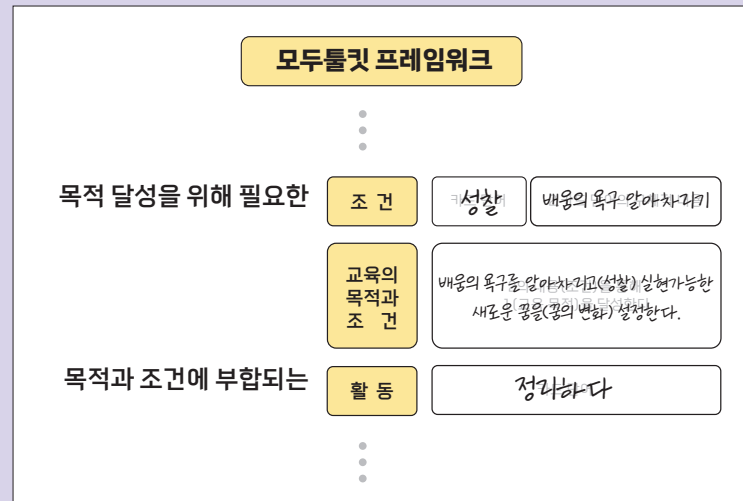 모두툴킷 프레임워크
목적 달성을 위해 필요한
조 건
성찰
배움의 욕구 알아차리기
교육의
목적과
조 건
배움의 욕구를 알아차리고(성찰) 실현가능한
새로운 꿈을(꿈의 변화) 설정한다.
목적과 조건에 부합되는
활 동
정리하다